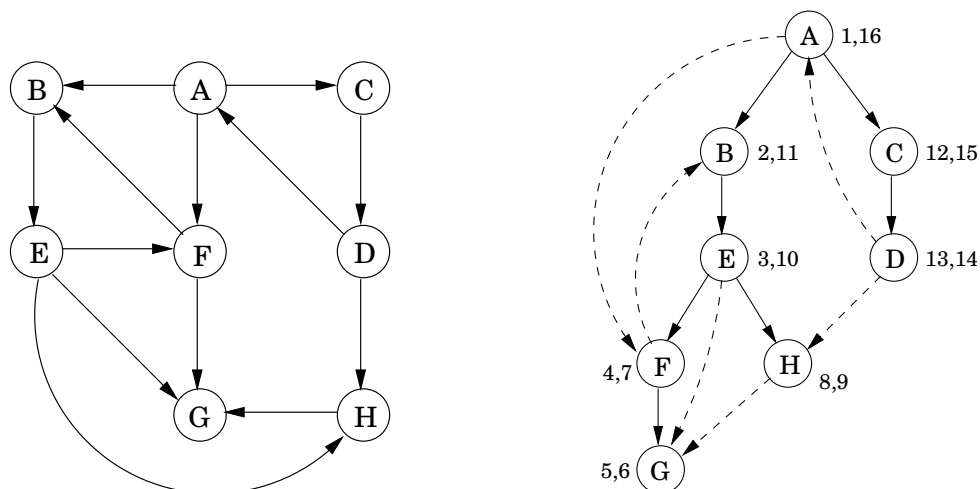 B A C
E F D
G H
A 1,16
B 2,11 C 12,15
E 3,10 D 13,14
F 4,7 H 8,9
G 5,6